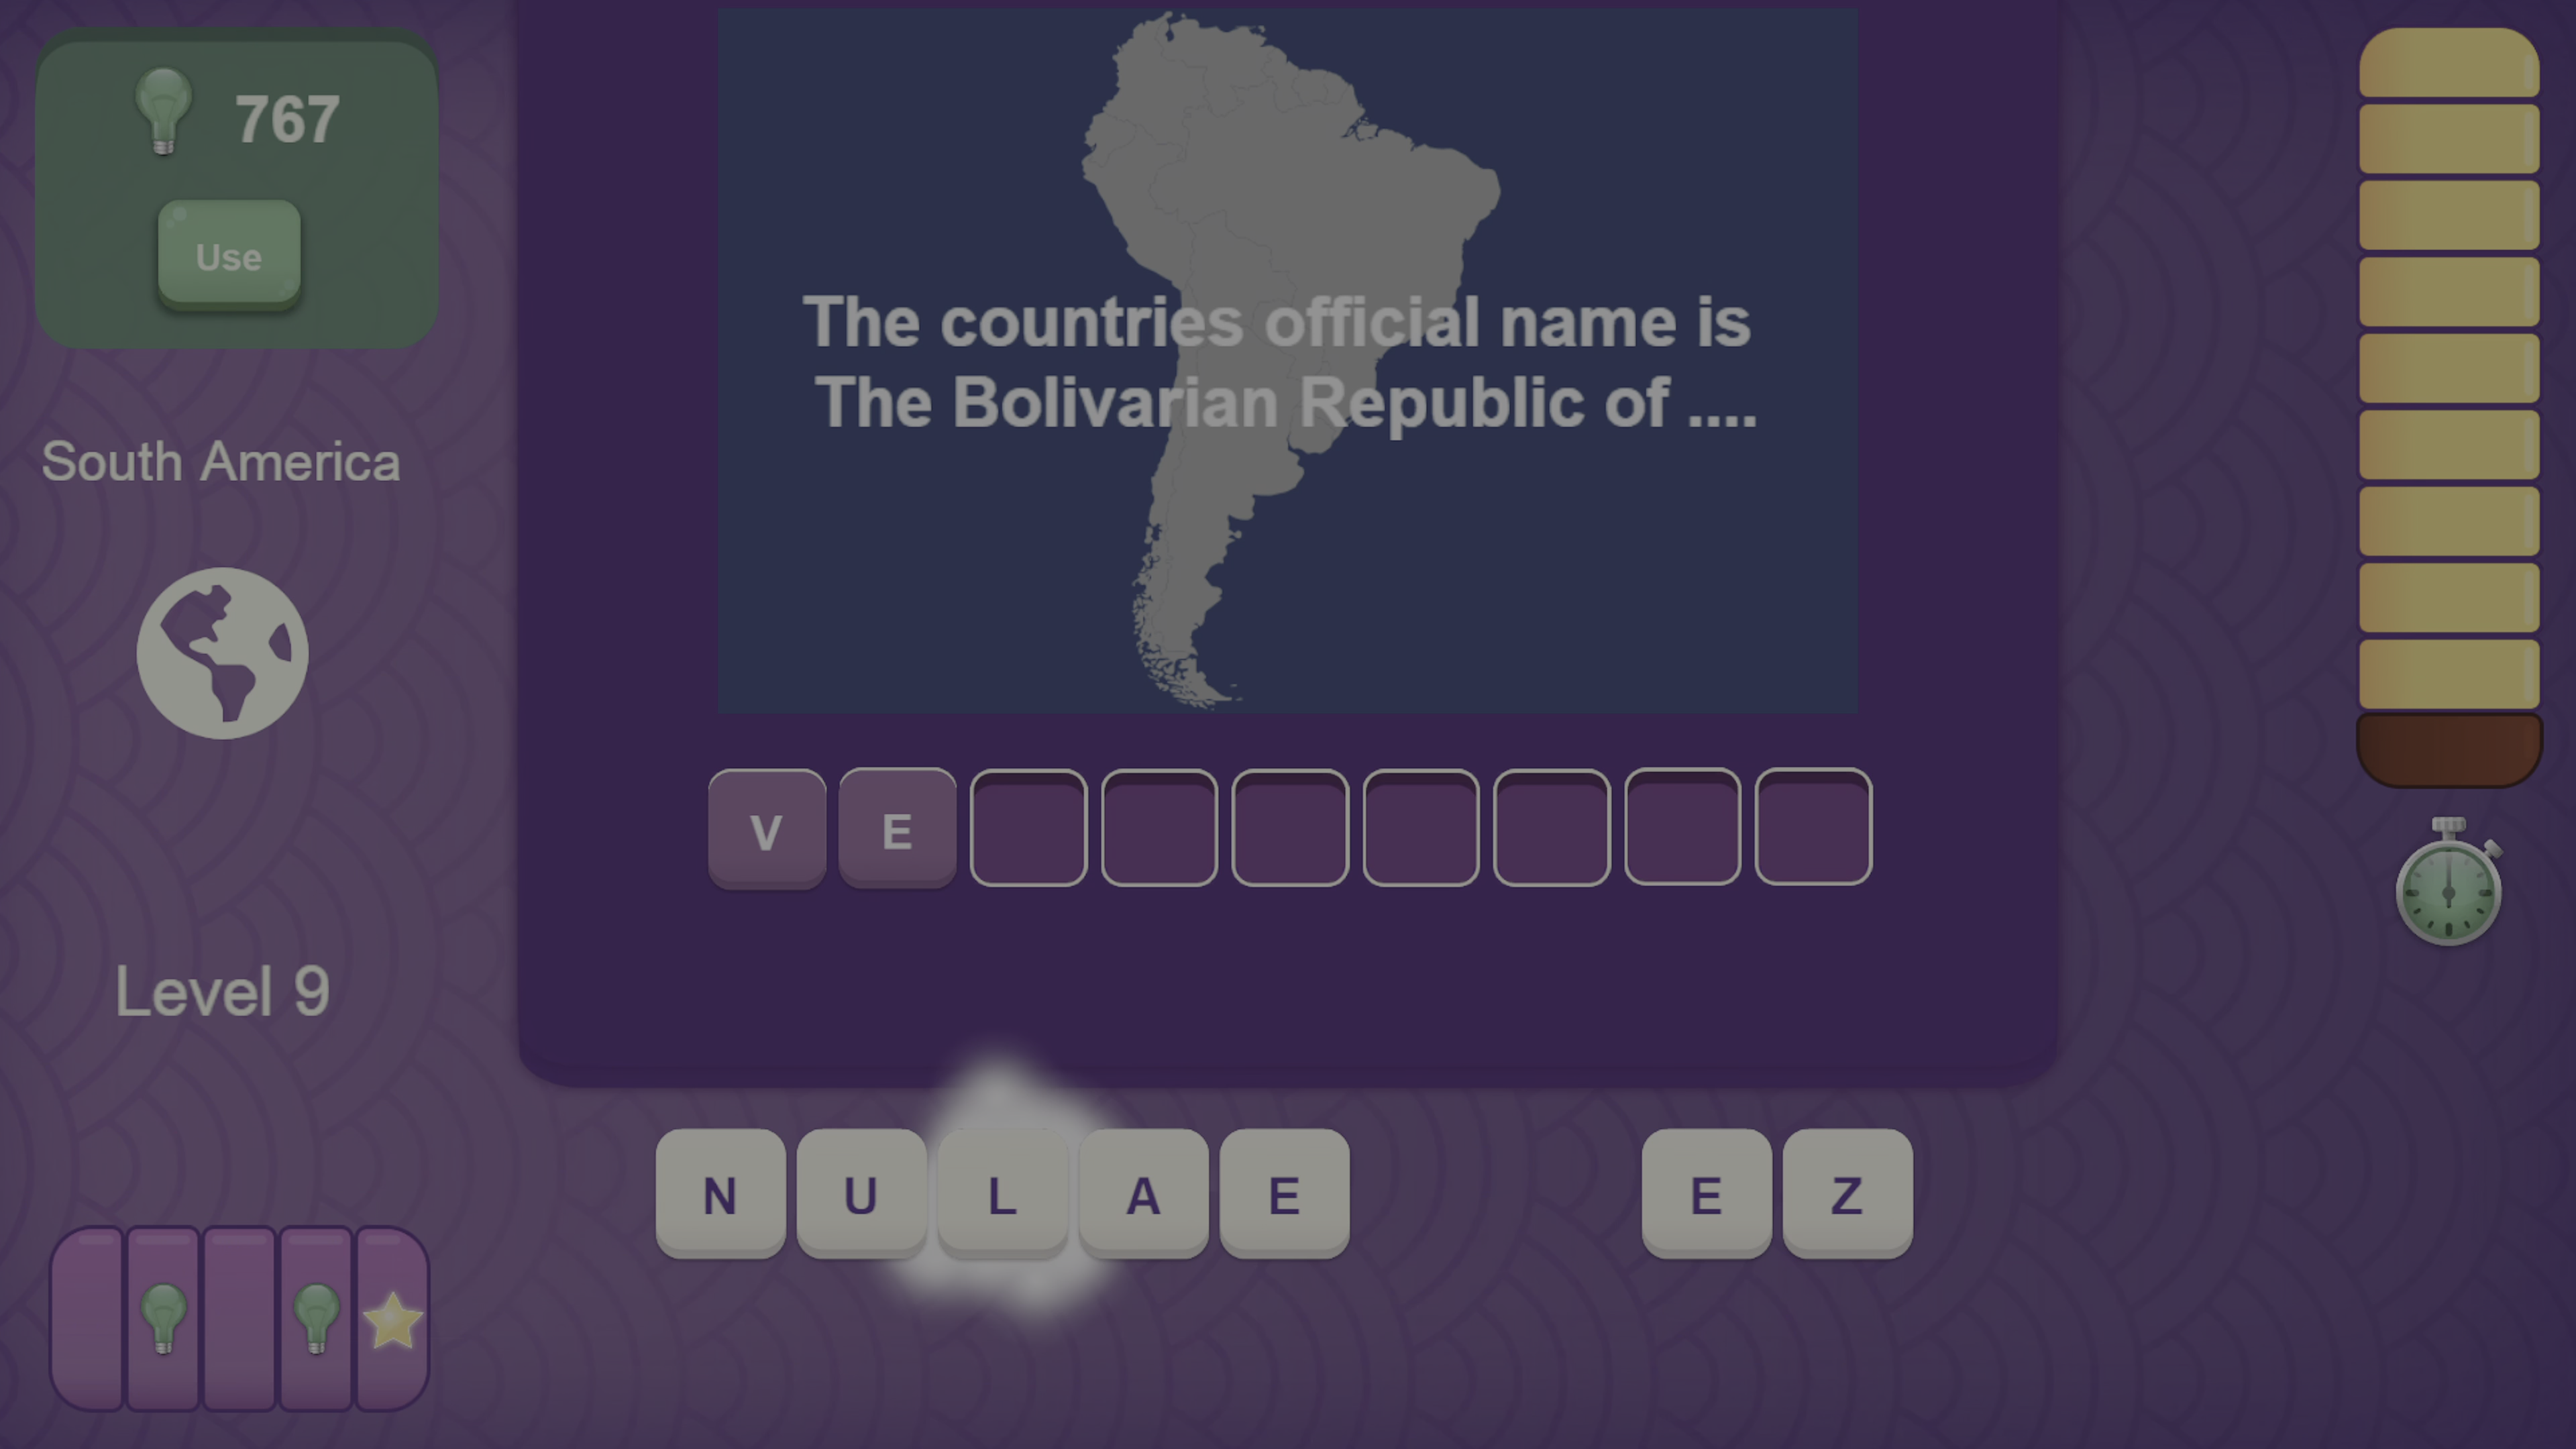 767
Use
South America
Level 9
The countries official name is
The Bolivarian Republic of ....
V E
N U L A E E Z